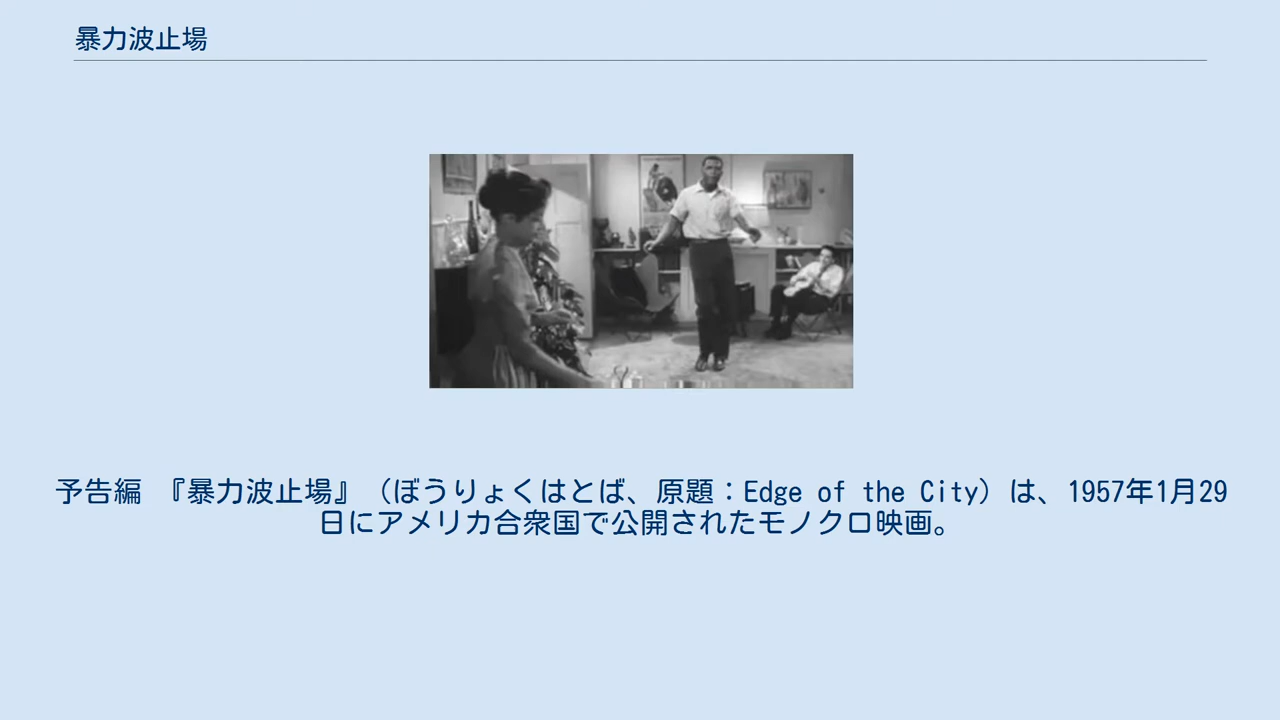 暴力波止場
予告編 『暴力波止場』（ぼうりょくはとば、原題：Edge of the City）は、1957年1月29
日にアメリカ合衆国で公開されたモノクロ映画。